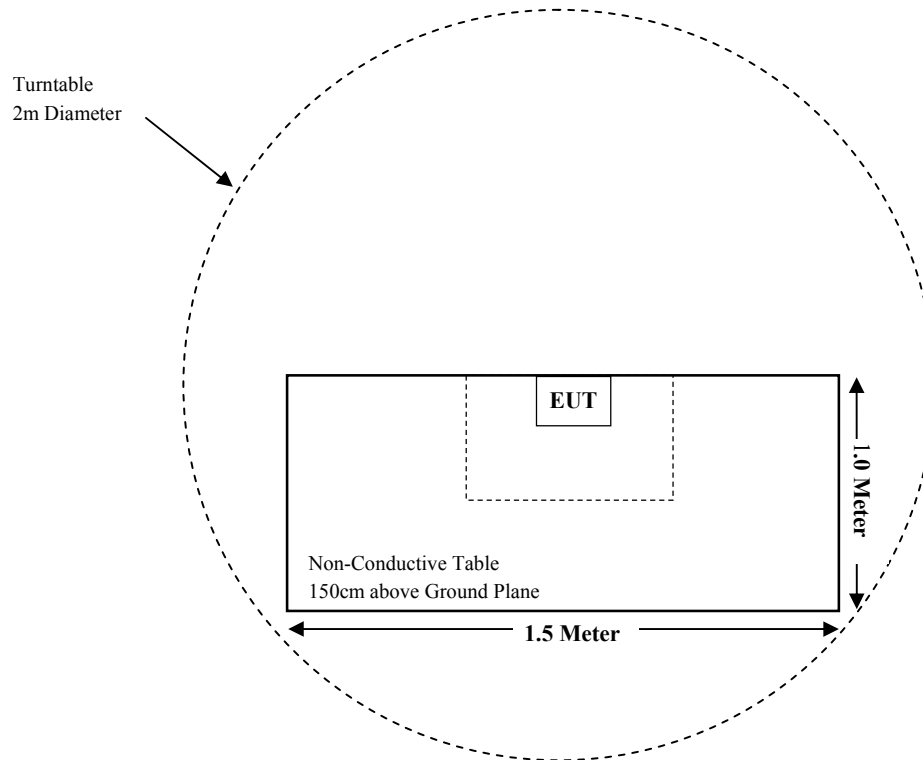 Turntable
2m Diameter
EUT
1.0 Meter
Non-Conductive Table
150cm above Ground Plane
1.5 Meter